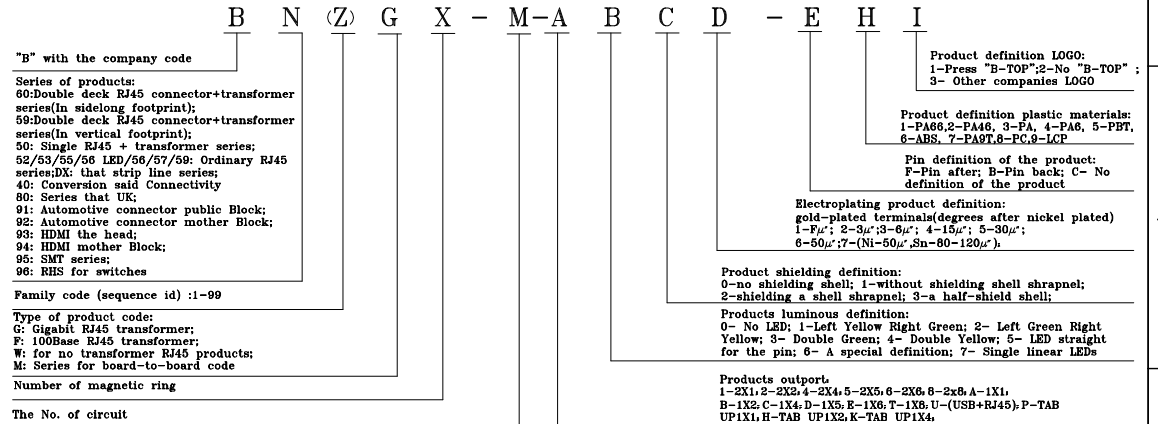 B N (Z) G X - M-A B C D - E H I
"B" with the company code
Series of products:
60:Double deck RJ45 connector+transformer
series(In sidelong footprint);
59:Double deck RJ45 connector+transformer
series(In vertical footprint);
50: Single RJ45 + transformer series;
52/53/55/56 LED/56/57/59: Ordinary RJ45
series;DX: that strip line series;
40: Conversion said Connectivity
80: Series that UK;
91: Automotive connector public Block;
92: Automotive connector mother Block;
93: HDMI the head;
94: HDMI mother Block;
95: SMT series;
96: RHS for switches
Family code (sequence id) :1-99
Type of product code:
G: Gigabit RJ45 transformer;
F: 100Base RJ45 transformer;
W: for no transformer RJ45 products;
M: Series for board-to-board code
Number of magnetic ring
The No. of circuit
Product definition LOGO:
1-Press "B-TOP";2-No "B-TOP" ;
3- Other companies LOGO
Product definition plastic materials:
1-PA66,2-PA46, 3-PA, 4-PA6, 5-PBT,
6-ABS, 7-PA9T,8-PC,9-LCP
Pin definition of the product:
F-Pin after; B-Pin back; C- No
definition of the product
Electroplating product definition:
gold-plated terminals(degrees after nickel plated)
1-Fμ"; 2-3μ";3-6μ"; 4-15μ"; 5-30μ";
6-50μ";7-(Ni-50μ",Sn-80-120μ");
Product shielding definition:
0-no shielding shell; 1-without shielding shell shrapnel;
2-shielding a shell shrapnel; 3-a half-shield shell;
Products luminous definition:
0- No LED; 1-Left Yellow Right Green; 2- Left Green Right
Yellow; 3- Double Green; 4- Double Yellow; 5- LED straight
for the pin; 6- A special definition; 7- Single linear LEDs
Products outport:
1-2X1; 2-2X2; 4-2X4; 5-2X5; 6-2X6; 8-2x8; A-1X1;
B-1X2; C-1X4; D-1X5; E-1X6; T-1X8; U-(USB+RJ45); P-TAB
UP1X1; H-TAB UP1X2; K-TAB UP1X4;